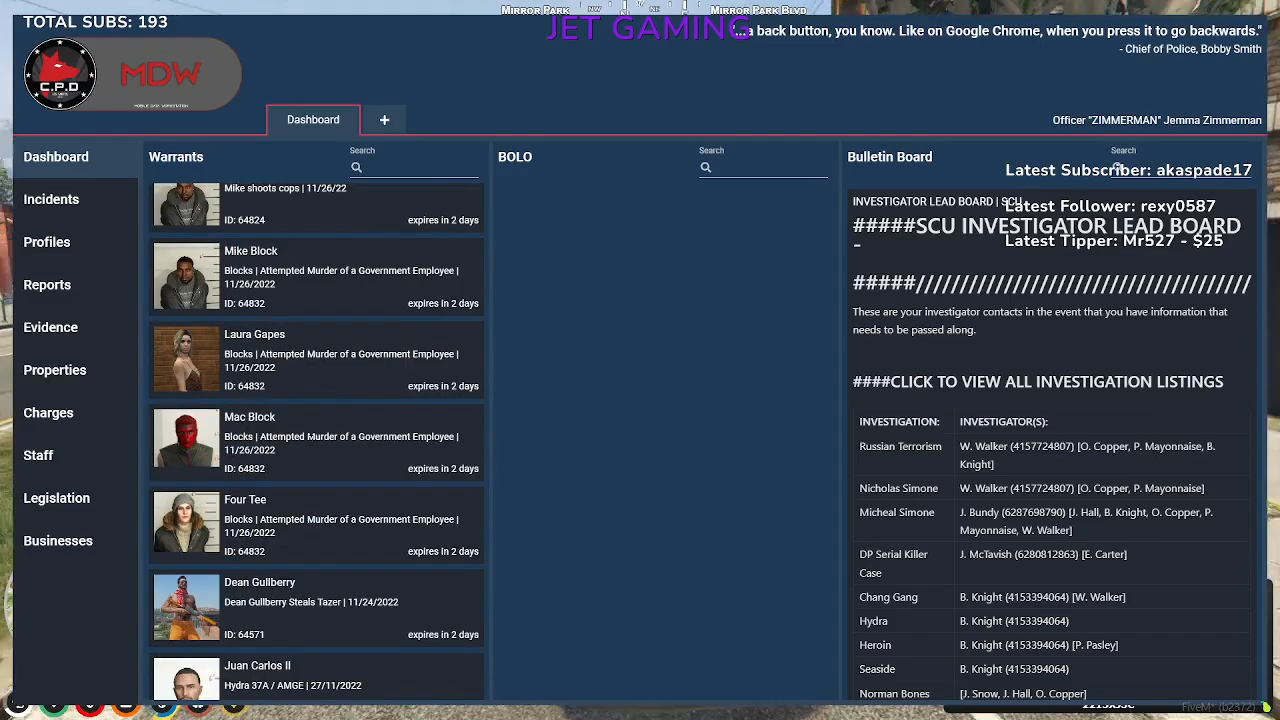 MIRROR PARK
NW
NE
Mirror Park Blvd
TOTAL SUBS: 193
JET GAMING
"...a back button, you know. Like on Google Chrome, when you press it to go backwards."
- Chief of Police, Bobby Smith
C.P.D
MDW
MOBILE DATA WORKSTATION
Dashboard
+
Officer "ZIMMERMAN" Jemma Zimmerman
Dashboard
Incidents
Profiles
Reports
Evidence
Properties
Charges
Staff
Legislation
Businesses
Warrants
Search
Mike shoots cops | 11/26/22
ID: 64824
expires in 2 days
Mike Block
Blocks | Attempted Murder of a Government Employee |
11/26/2022
ID: 64832
expires in 2 days
Laura Gapes
Blocks | Attempted Murder of a Government Employee |
11/26/2022
ID: 64832
expires in 2 days
Mac Block
Blocks | Attempted Murder of a Government Employee |
11/26/2022
ID: 64832
expires in 2 days
Four Tee
Blocks | Attempted Murder of a Government Employee |
11/26/2022
ID: 64832
expires in 2 days
Dean Gullberry
Dean Gullberry Steals Tazer | 11/24/2022
ID: 64571
expires in 2 days
Juan Carlos II
Hydra 37A / AMGE | 27/11/2022
BOLO
Search
Bulletin Board
Search
Latest Subscriber: akaspade17
Latest Follower: rexy0587
Latest Tipper: Mr527 - $25
INVESTIGATOR LEAD BOARD | SCU
#####SCU INVESTIGATOR LEAD BOARD
-
#####///////////////////////////////////////
These are your investigator contacts in the event that you have information that
needs to be passed along.
####CLICK TO VIEW ALL INVESTIGATION LISTINGS
INVESTIGATION: INVESTIGATOR(S):
Russian Terrorism W. Walker (4157724807) [O. Copper, P. Mayonnaise, B.
Knight]
Nicholas Simone W. Walker (4157724807) [O. Copper, P. Mayonnaise]
Micheal Simone J. Bundy (6287698790) [J. Hall, B. Knight, O. Copper, P.
Mayonnaise, W. Walker]
DP Serial Killer J. McTavish (6280812863) [E. Carter]
Case
Chang Gang B. Knight (4153394064) [W. Walker]
Hydra B. Knight (4153394064)
Heroin B. Knight (4153394064) [P. Pasley]
Seaside B. Knight (4153394064)
Norman Bones [J. Snow, J. Hall, O. Copper]
FiveM* (b2372)